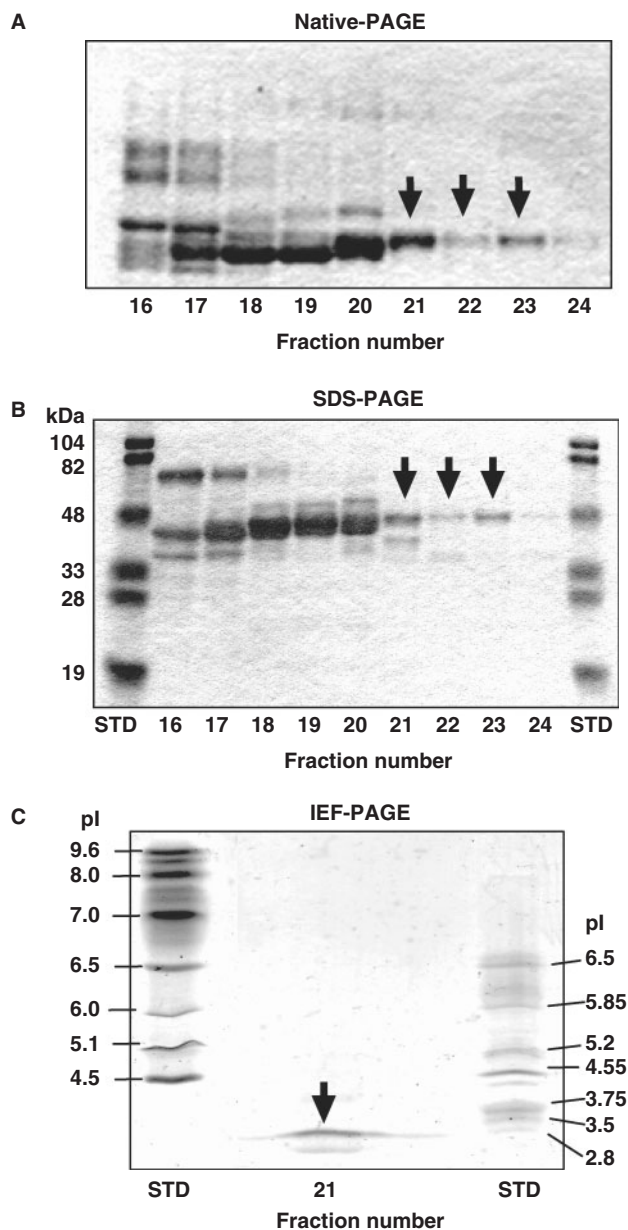 A
Native-PAGE
16 17 18 19 20 21 22 23 24
Fraction number
B
SDS-PAGE
kDa
104
82
48
33
28
19
STD 16 17 18 19 20 21 22 23 24 STD
Fraction number
C
IEF-PAGE
pI
9.6
8.0
7.0
6.5
6.0
5.1
4.5
pI
6.5
5.85
5.2
4.55
3.75
3.5
2.8
STD 21 STD
Fraction number